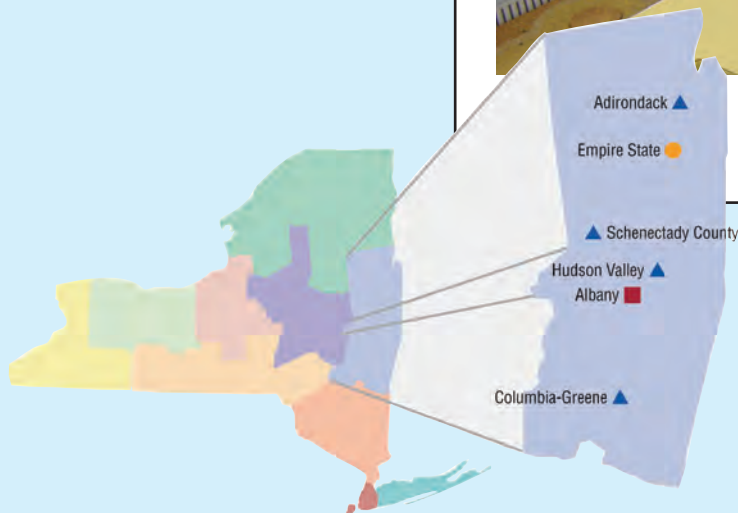 Adirondack
Empire State
Schenectady County
Hudson Valley
Albany
Columbia-Greene